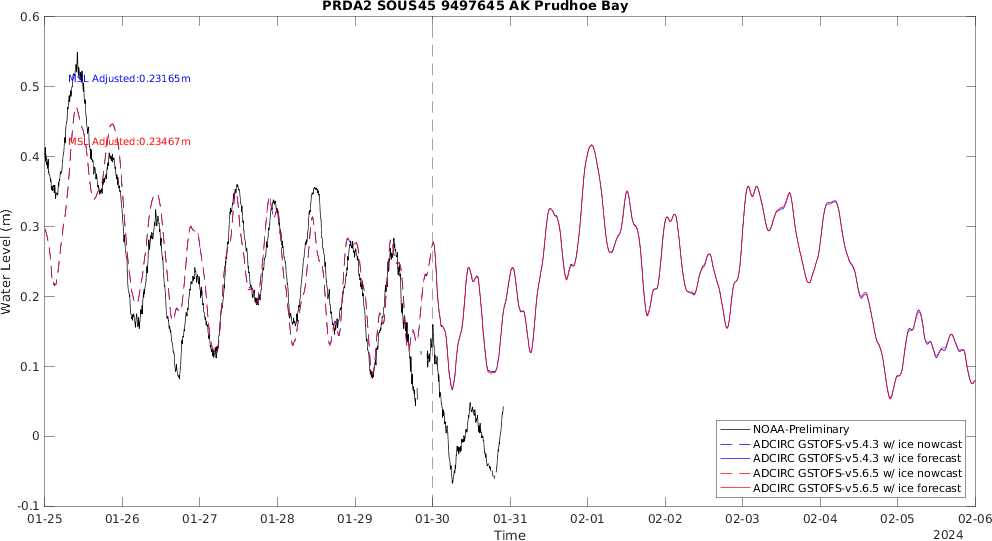 PRDA2 SOUS45 9497645 AK Prudhoe Bay
0.6
0.5
0.4
0.3
0.2
0.1
0
-0.1
Water Level (m)
MSL Adjusted:0.23165m
MSL Adjusted:0.23467m
NOAA-Preliminary
ADCIRC GSTOFS-v5.4.3 w/ ice nowcast
ADCIRC GSTOFS-v5.4.3 w/ ice forecast
ADCIRC GSTOFS-v5.6.5 w/ ice nowcast
ADCIRC GSTOFS-v5.6.5 w/ ice forecast
01-25 01-26 01-27 01-28 01-29 01-30 01-31 02-01 02-02 02-03 02-04 02-05 02-06
Time
2024